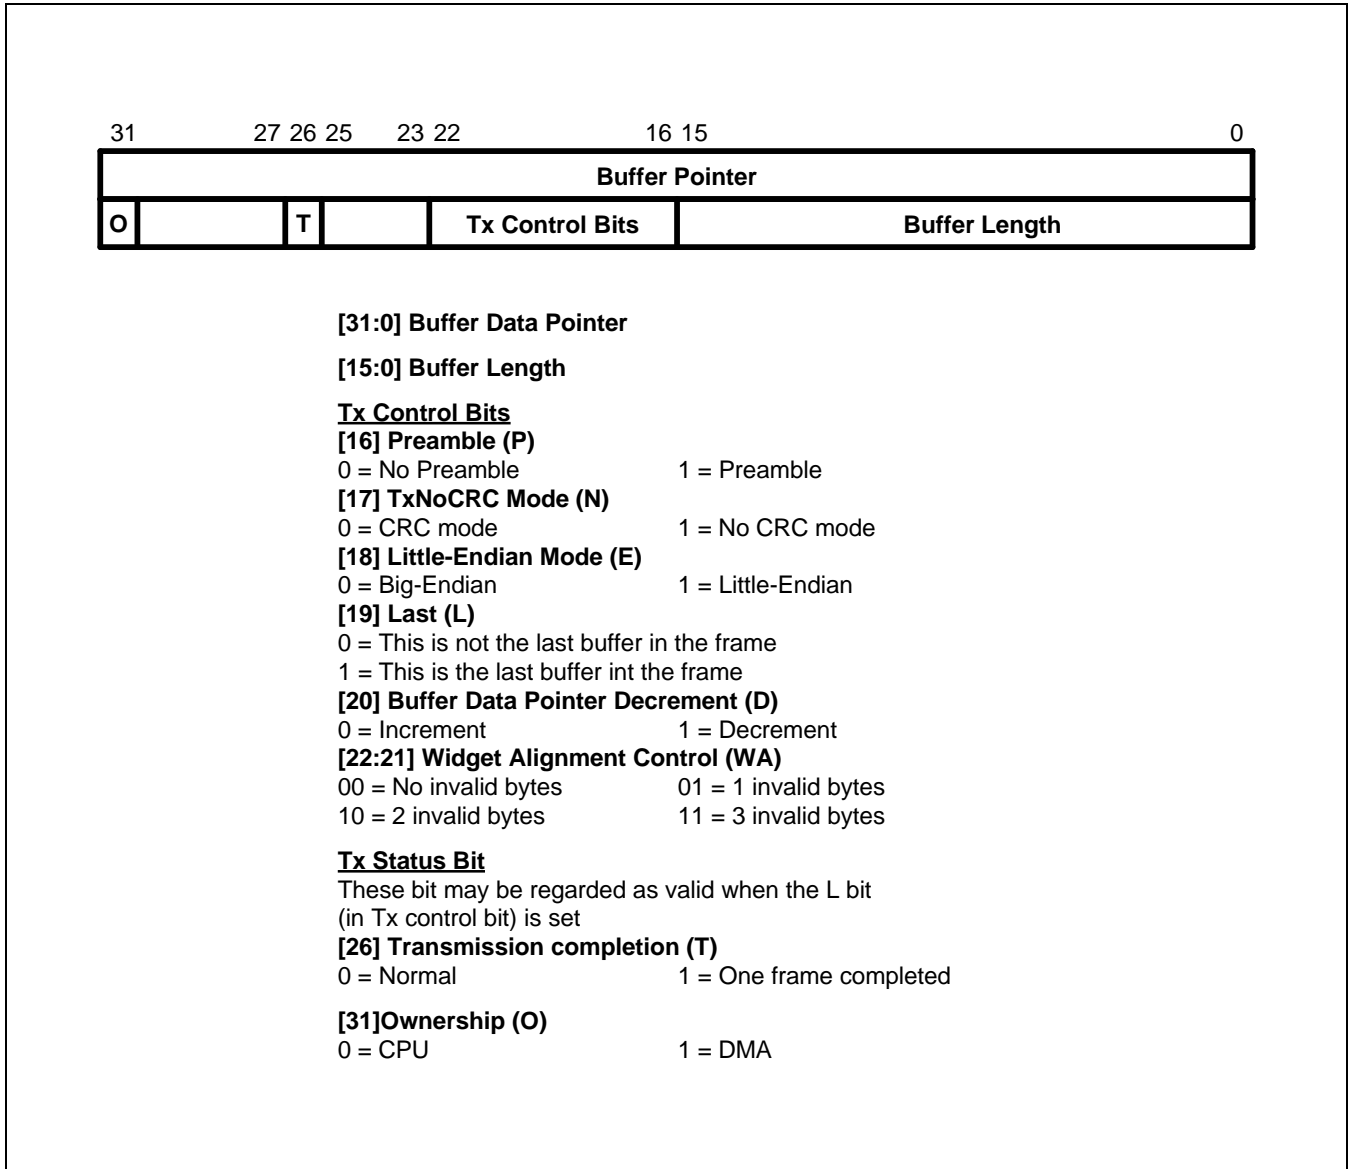 31 27 26 25 23 22 16 15 0
Buffer Pointer
O T Tx Control Bits Buffer Length
[31:0] Buffer Data Pointer
[15:0] Buffer Length
Tx Control Bits
[16] Preamble (P)
0 = No Preamble 1 = Preamble
[17] TxNoCRC Mode (N)
0 = CRC mode 1 = No CRC mode
[18] Little-Endian Mode (E)
0 = Big-Endian 1 = Little-Endian
[19] Last (L)
0 = This is not the last buffer in the frame
1 = This is the last buffer int the frame
[20] Buffer Data Pointer Decrement (D)
0 = Increment 1 = Decrement
[22:21] Widget Alignment Control (WA)
00 = No invalid bytes 01 = 1 invalid bytes
10 = 2 invalid bytes 11 = 3 invalid bytes
Tx Status Bit
These bit may be regarded as valid when the L bit
(in Tx control bit) is set
[26] Transmission completion (T)
0 = Normal 1 = One frame completed
[31]Ownership (O)
0 = CPU 1 = DMA